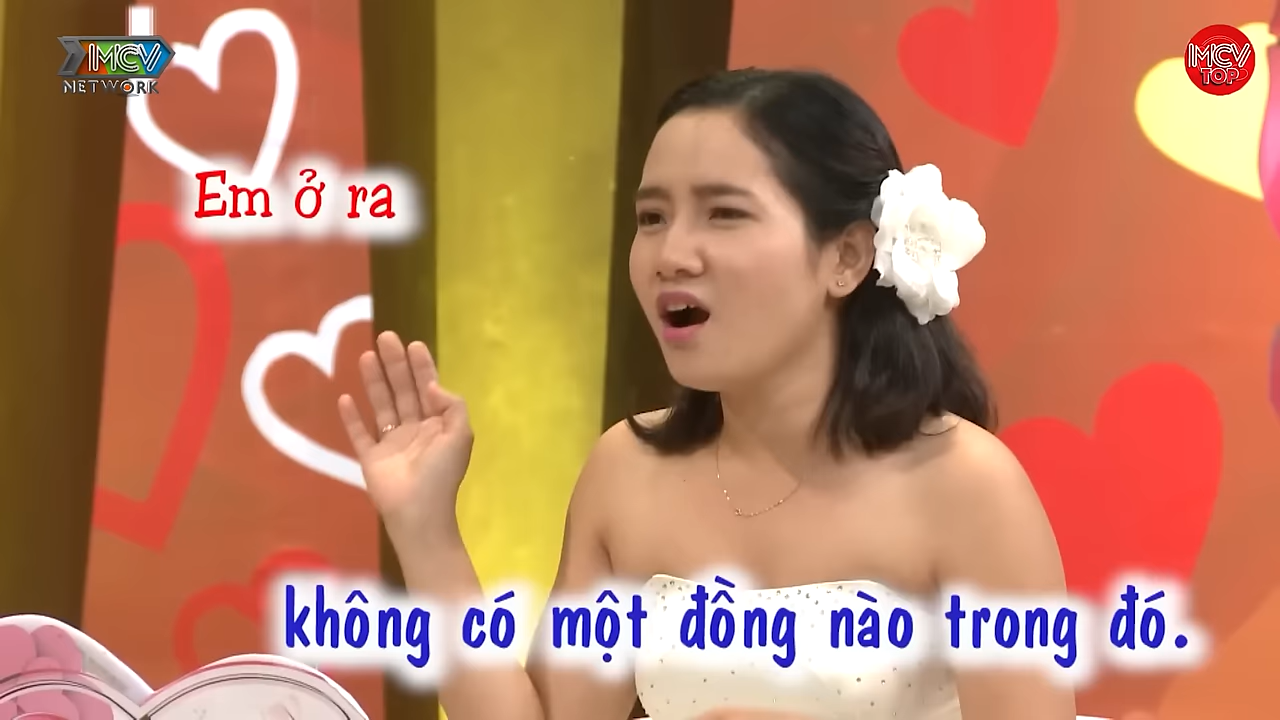 MCV
NETWORK
MCV
TOP
Em ở ra
không có một đồng nào trong đó.